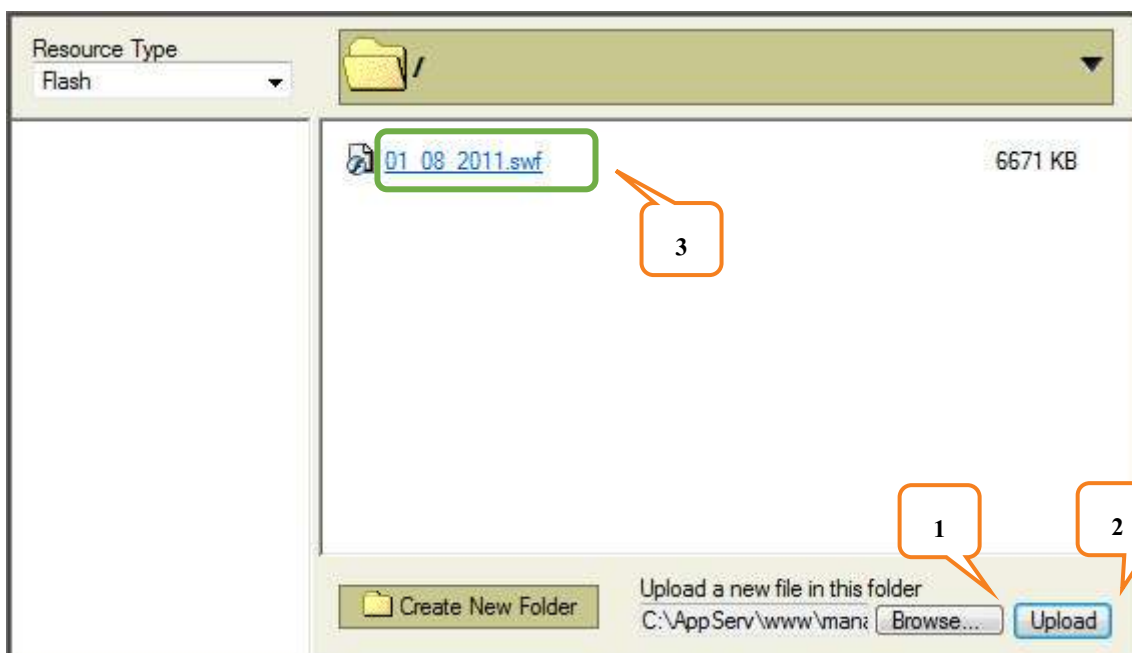 Resource Type
Flash
/
01_08_2011.swf
6671 KB
3
1
2
Create New Folder
Upload a new file in this folder
C:\AppServ\www\mana
Browse...
Upload